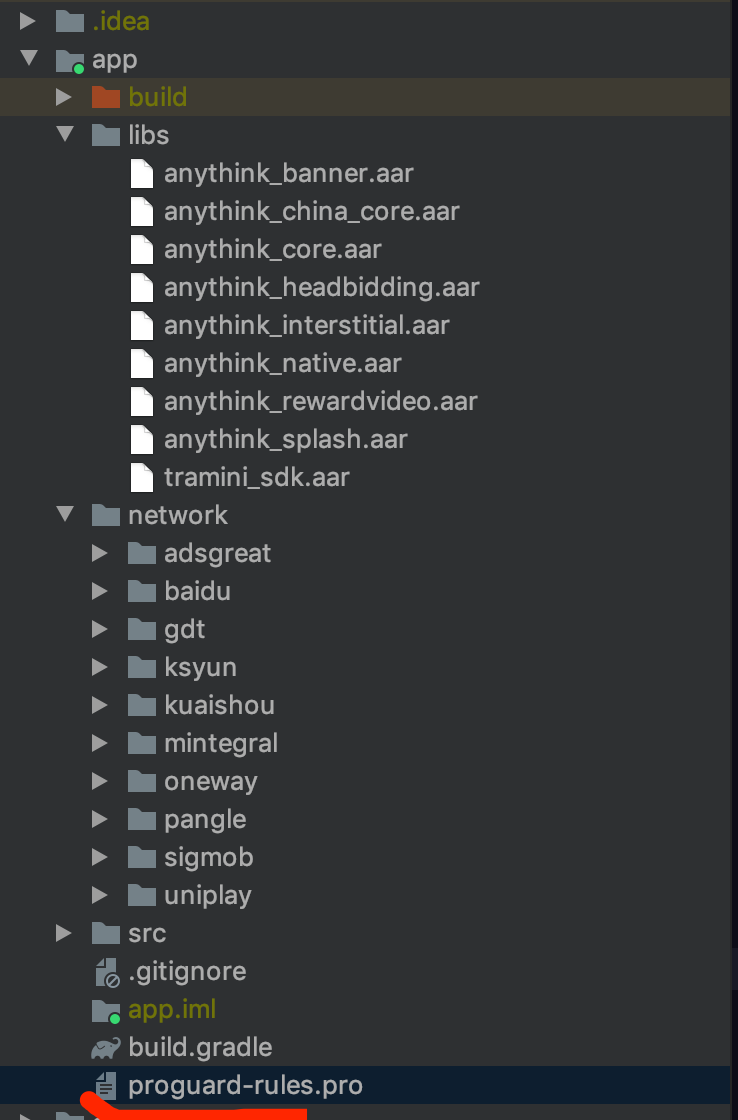 .idea
app
build
libs
anythink_banner.aar
anythink_china_core.aar
anythink_core.aar
anythink_headbidding.aar
anythink_interstitial.aar
anythink_native.aar
anythink_rewardvideo.aar
anythink_splash.aar
tramini_sdk.aar
network
adsgreat
baidu
gdt
ksyun
kuaishou
mintegral
oneway
pangle
sigmob
uniplay
src
.gitignore
app.iml
build.gradle
proguard-rules.pro